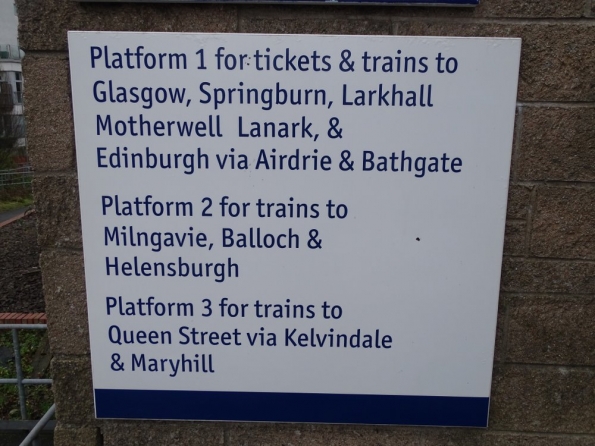 Platform 1 for tickets & trains to
Glasgow, Springburn, Larkhall
Motherwell Lanark, &
Edinburgh via Airdrie & Bathgate
Platform 2 for trains to
Milngavie, Balloch &
Helensburgh
Platform 3 for trains to
Queen Street via Kelvindale
& Maryhill